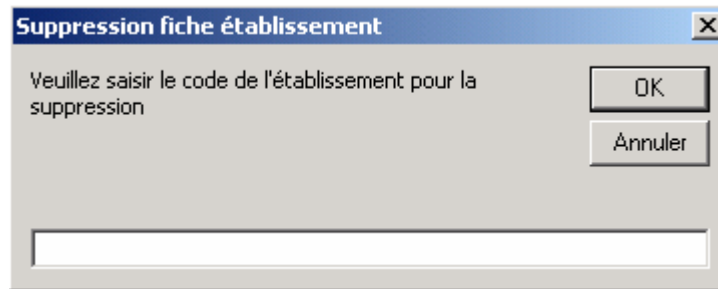 Suppression fiche établissement
Veuillez saisir le code de l'établissement pour la
suppression
OK
Annuler